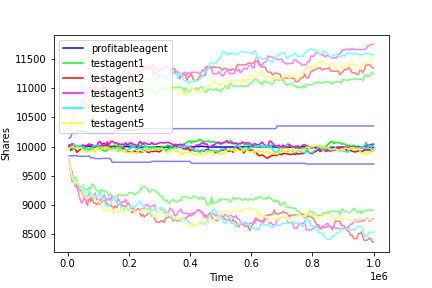 profitableagent
testagent1
testagent2
testagent3
testagent4
testagent5
Shares
11500
11000
10500
10000
9500
9000
8500
0.0 0.2 0.4 0.6 0.8 1.0
1e6
Time